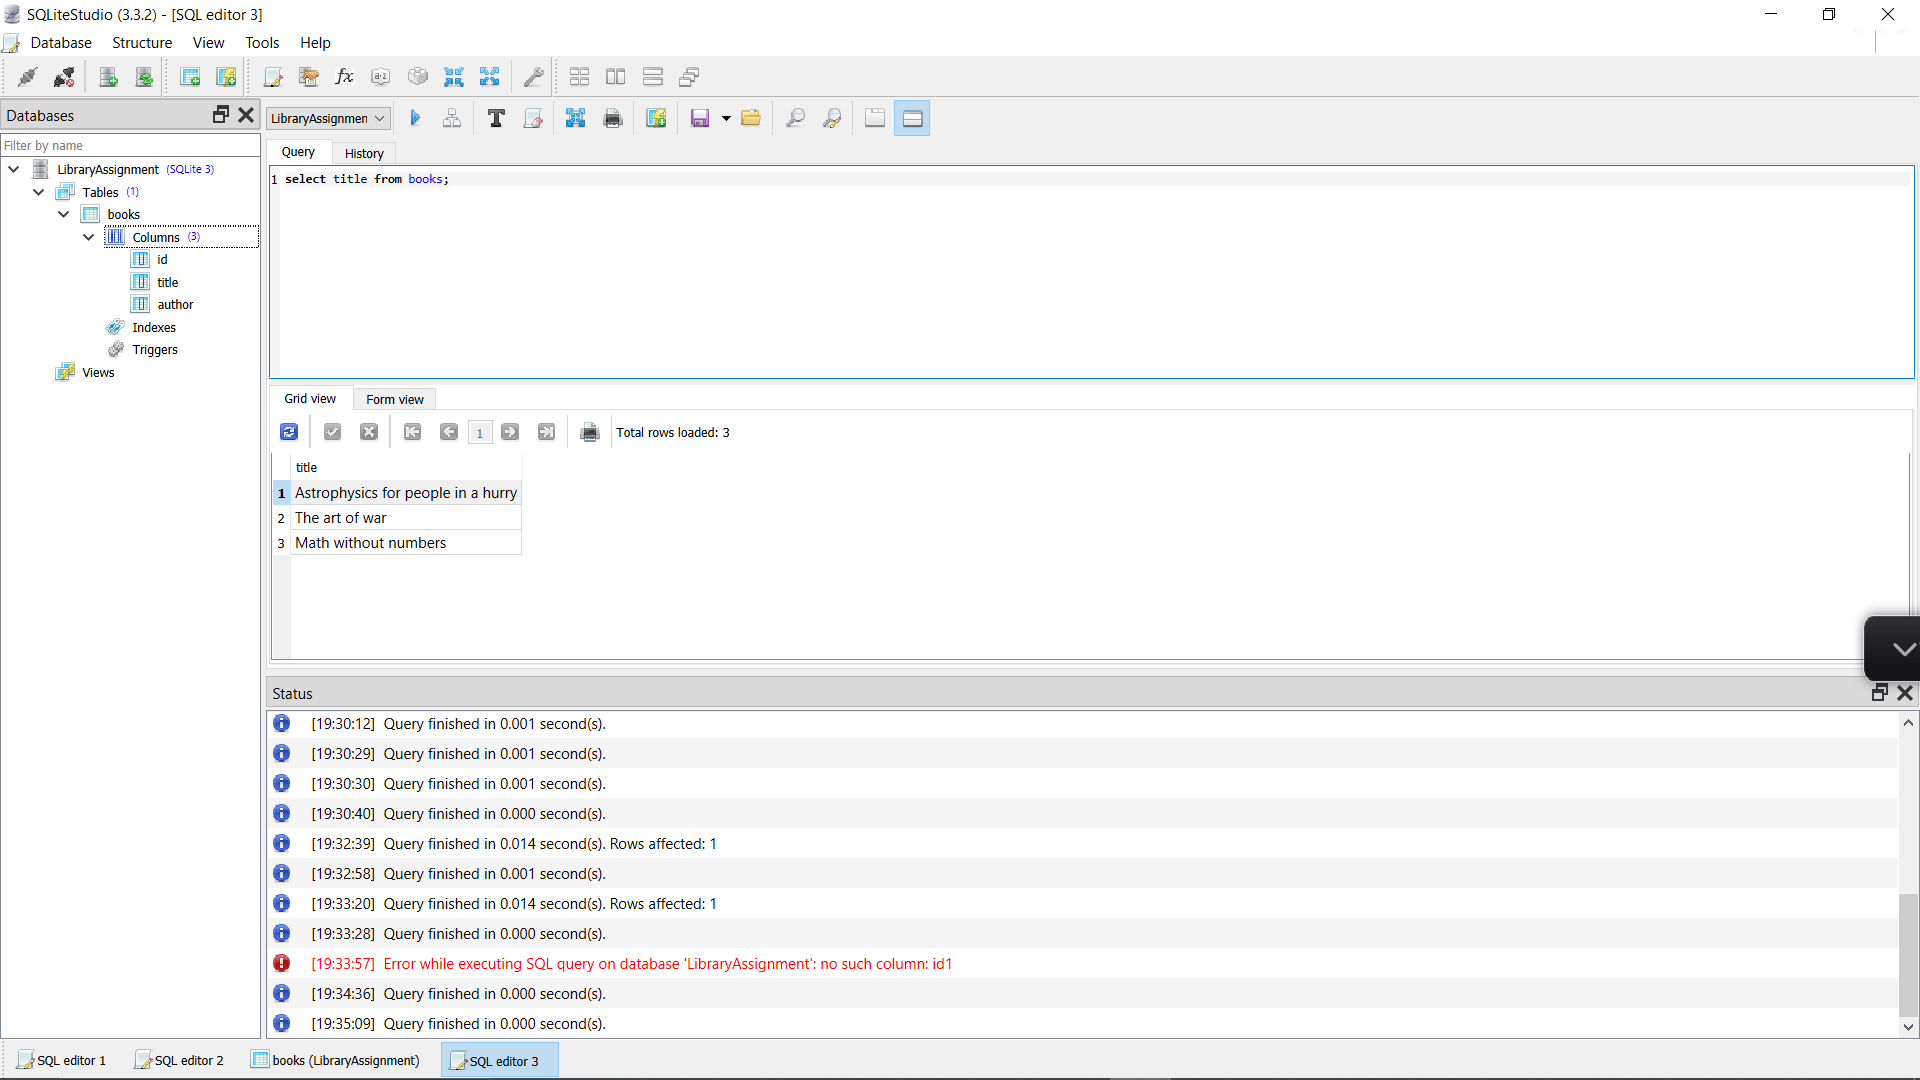 SQLiteStudio (3.3.2) - [SQL editor 3]
Database Structure View Tools Help
Databases
LibraryAssignmen
Filter by name
Query History
LibraryAssignment (SQLite 3)
Tables (1)
books
Columns (3)
id
title
author
Indexes
Triggers
Views
1 select title from books;
Grid view Form view
1
Total rows loaded: 3
title
1 Astrophysics for people in a hurry
2 The art of war
3 Math without numbers
Status
[19:30:12] Query finished in 0.001 second(s).
[19:30:29] Query finished in 0.001 second(s).
[19:30:30] Query finished in 0.001 second(s).
[19:30:40] Query finished in 0.000 second(s).
[19:32:39] Query finished in 0.014 second(s). Rows affected: 1
[19:32:58] Query finished in 0.001 second(s).
[19:33:20] Query finished in 0.014 second(s). Rows affected: 1
[19:33:28] Query finished in 0.000 second(s).
[19:33:57] Error while executing SQL query on database 'LibraryAssignment': no such column: id1
[19:34:36] Query finished in 0.000 second(s).
[19:35:09] Query finished in 0.000 second(s).
SQL editor 1 SQL editor 2 books (LibraryAssignment) SQL editor 3